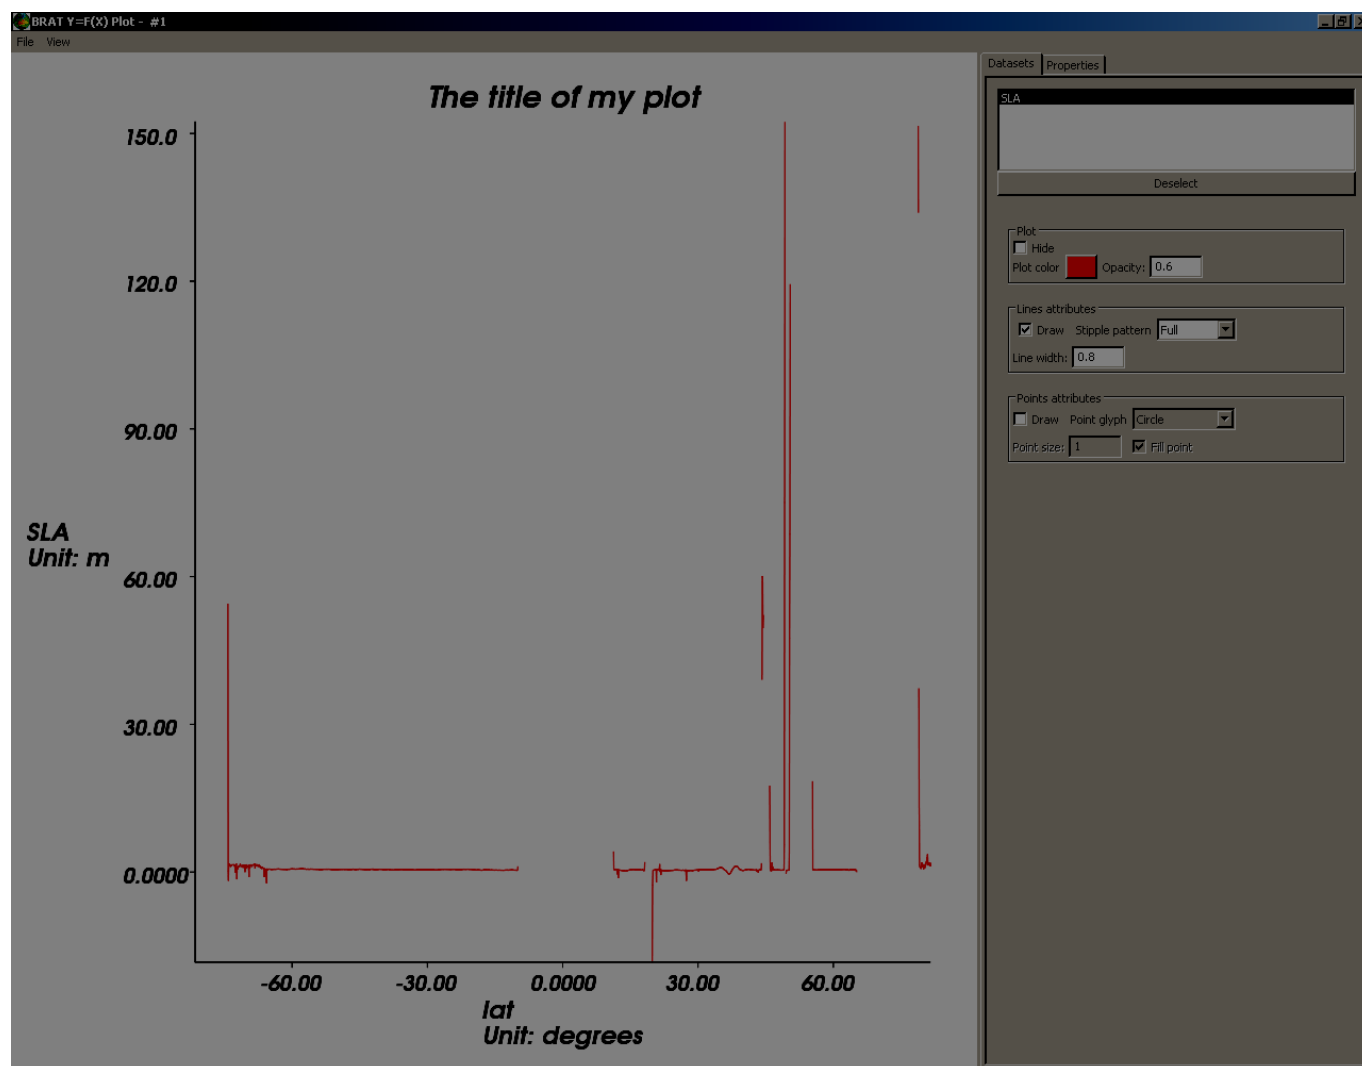 BRAT Y=F(X) Plot - #1
File View
Datasets Properties
The title of my plot
SLA
150.0
Deselect
Plot
Hide
Plot color Opacity: 0.6
120.0
Lines attributes
Draw Stipple pattern Full
Line width: 0.8
Points attributes
Draw Point glyph Circle
Point size: 1 Fill point
90.00
SLA
Unit: m
60.00
30.00
0.0000
-60.00 -30.00 0.0000 30.00 60.00
lat
Unit: degrees